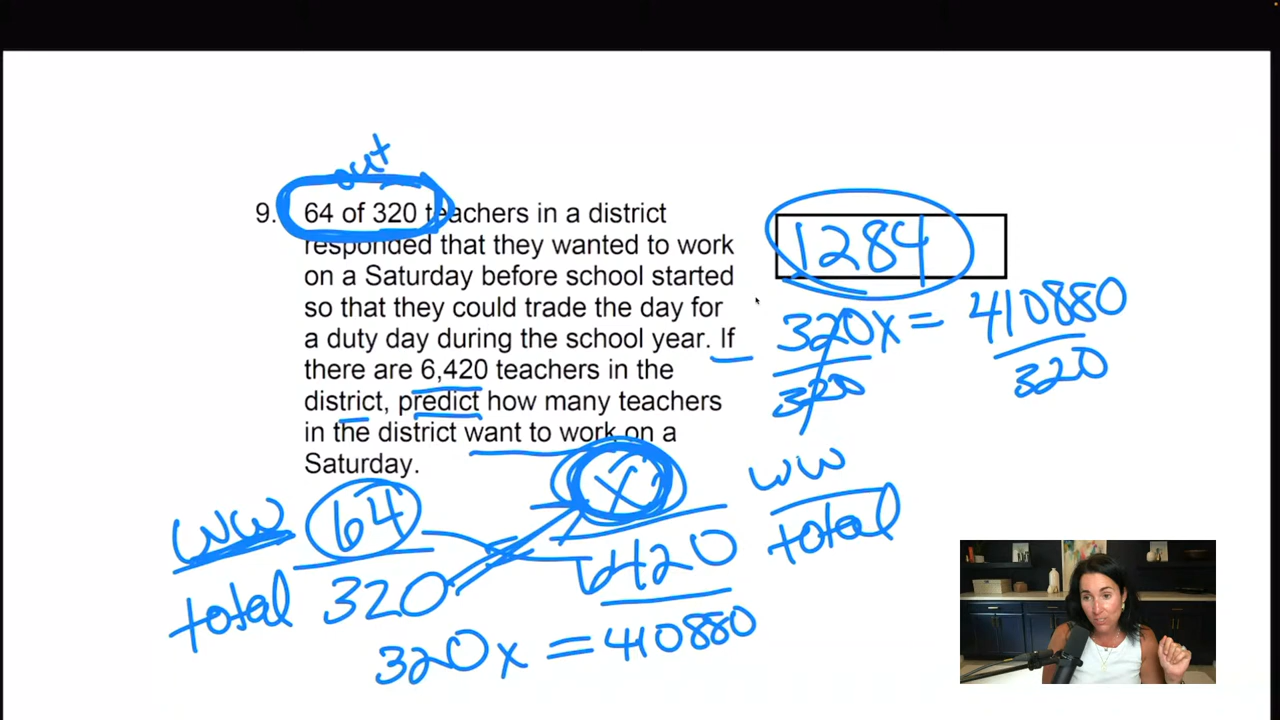 out
9. 64 of 320 teachers in a district
responded that they wanted to work
on a Saturday before school started
so that they could trade the day for
a duty day during the school year. If
there are 6,420 teachers in the
district, predict how many teachers
in the district want to work on a
Saturday.
1284
320x = 410880
320 320
WW 64 x WW
total 320 6420 total
320x = 410880